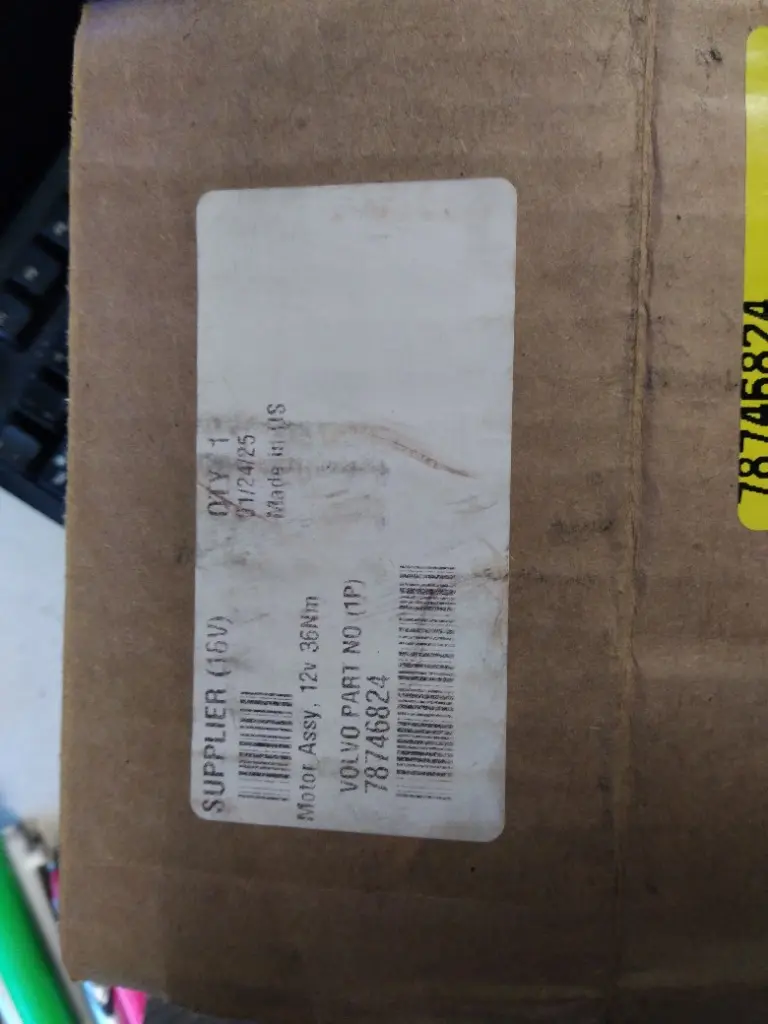 SUPPLIER (16V)
QTY 1
01/24/25
Made in US
Motor Assy, 12v 36Nm
VOLVO PART NO (1P)
78746824
78746824